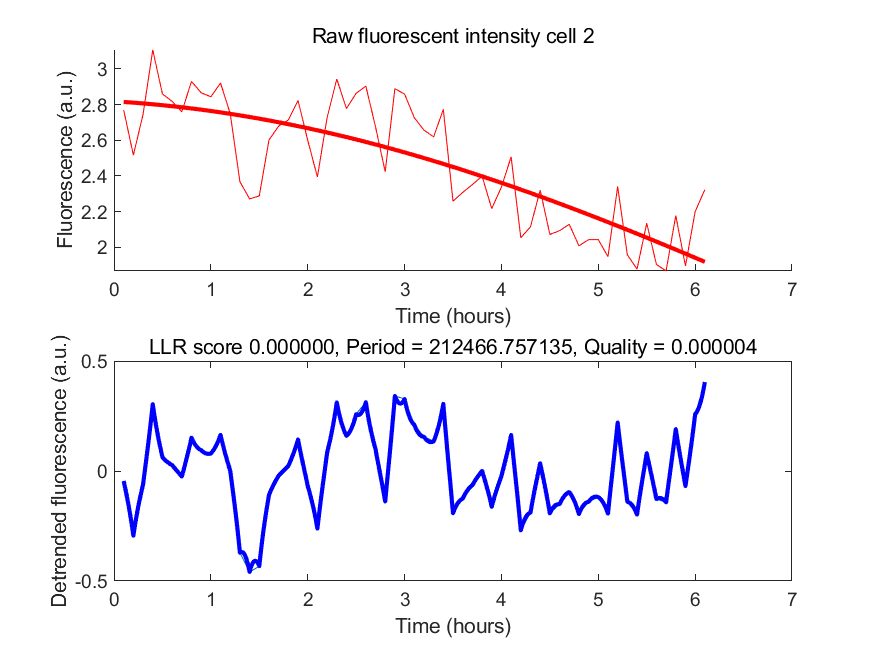 Raw fluorescent intensity cell 2
Fluorescence (a.u.)
3
2.8
2.6
2.4
2.2
2
0 1 2 3 4 5 6 7
Time (hours)
LLR score 0.000000, Period = 212466.757135, Quality = 0.000004
Detrended fluorescence (a.u.)
0.5
0
-0.5
0 1 2 3 4 5 6 7
Time (hours)